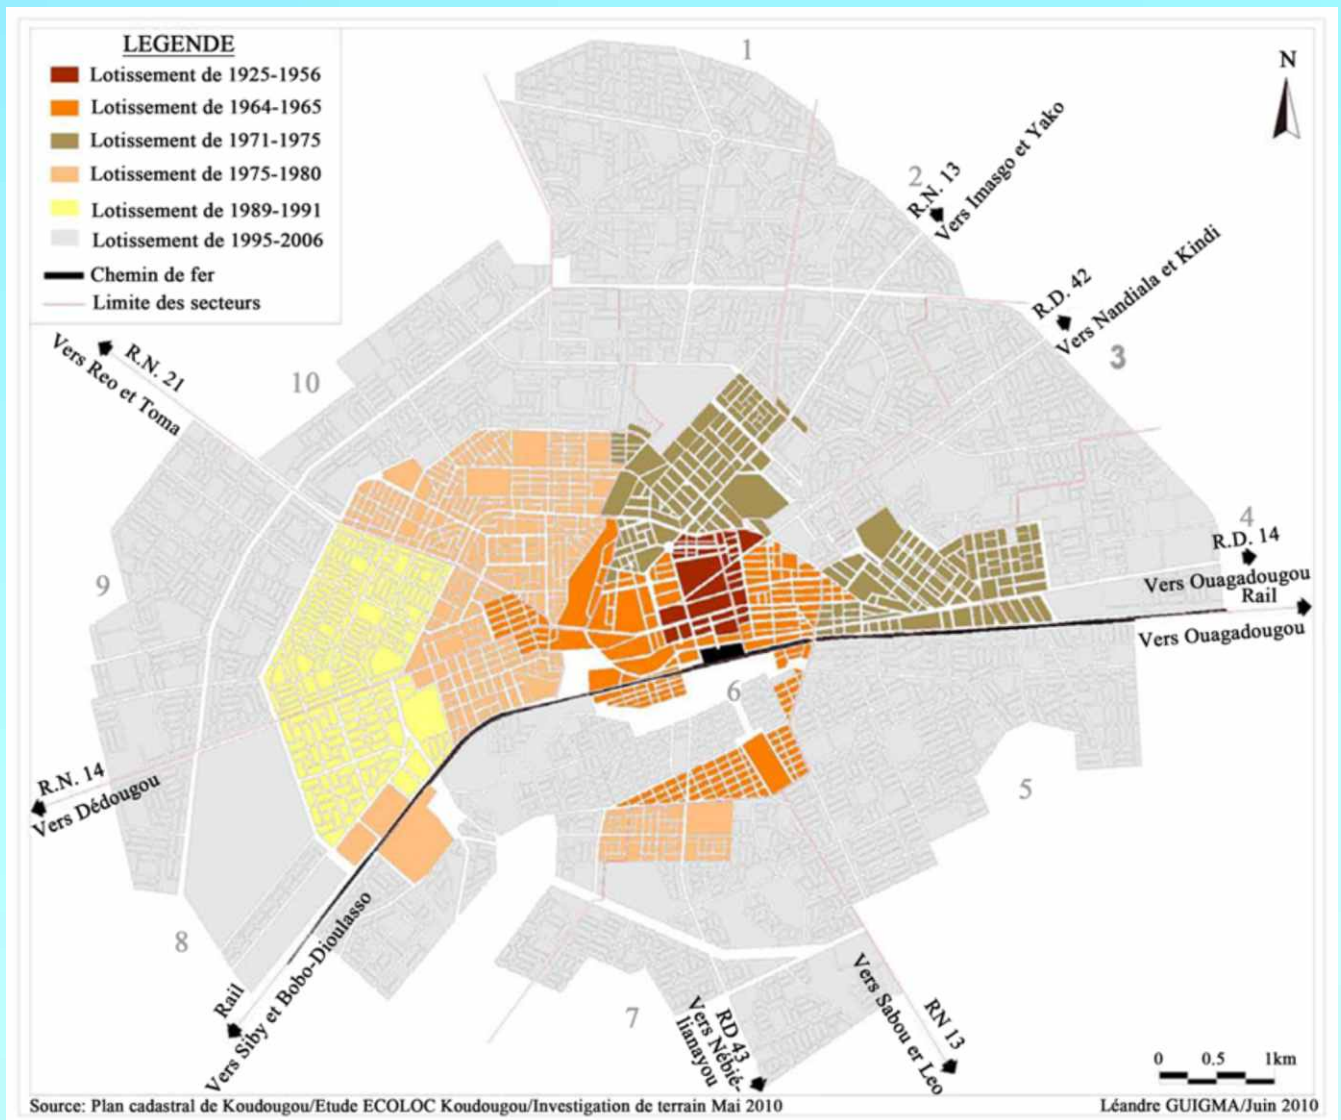 LEGENDE
Lotissement de 1925-1956
Lotissement de 1964-1965
Lotissement de 1971-1975
Lotissement de 1975-1980
Lotissement de 1989-1991
Lotissement de 1995-2006
Chemin de fer
Limite des secteurs
1
N
2
R.N. 13
Vers Imasgo et Yako
R.D. 42
Vers Nandiala et Kindi
3
R.N. 21
Vers Reo et Toma
10
4
R.D. 14
Vers Ouagadougou
Rail
Vers Ouagadougou
9
6
R.N. 14
Vers Dédougou
5
8
Rail
Vers Siby et Bobo-Dioulasso
7
RD 43
Vers Nébié-
lianayou
RN 13
Vers Sabou er Leo
0 0.5 1km
Source: Plan cadastral de Koudougou/Etude ECOLOC Koudougou/Investigation de terrain Mai 2010
Léandre GUIGMA/Juin 2010